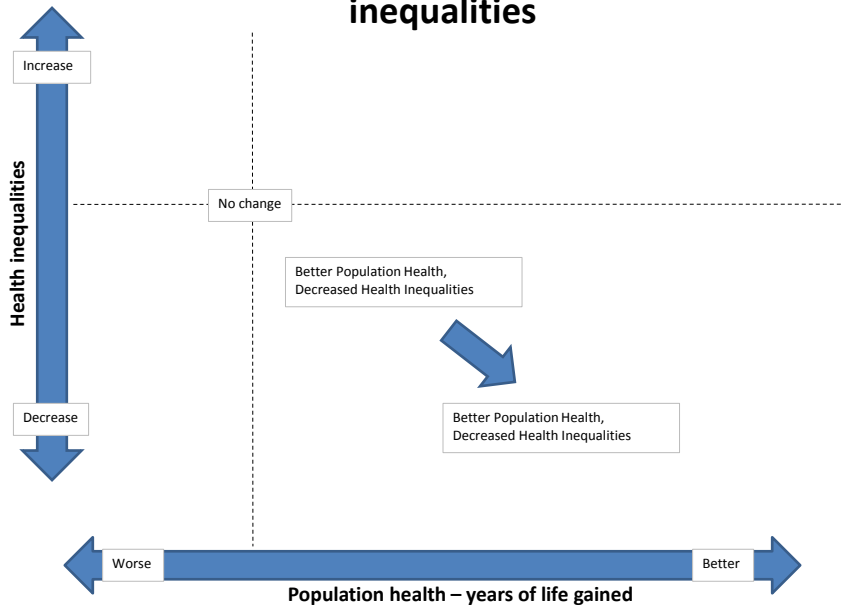 inequalities
Increase
Health inequalities
No change
Better Population Health,
Decreased Health Inequalities
Decrease
Better Population Health,
Decreased Health Inequalities
Worse
Better
Population health – years of life gained